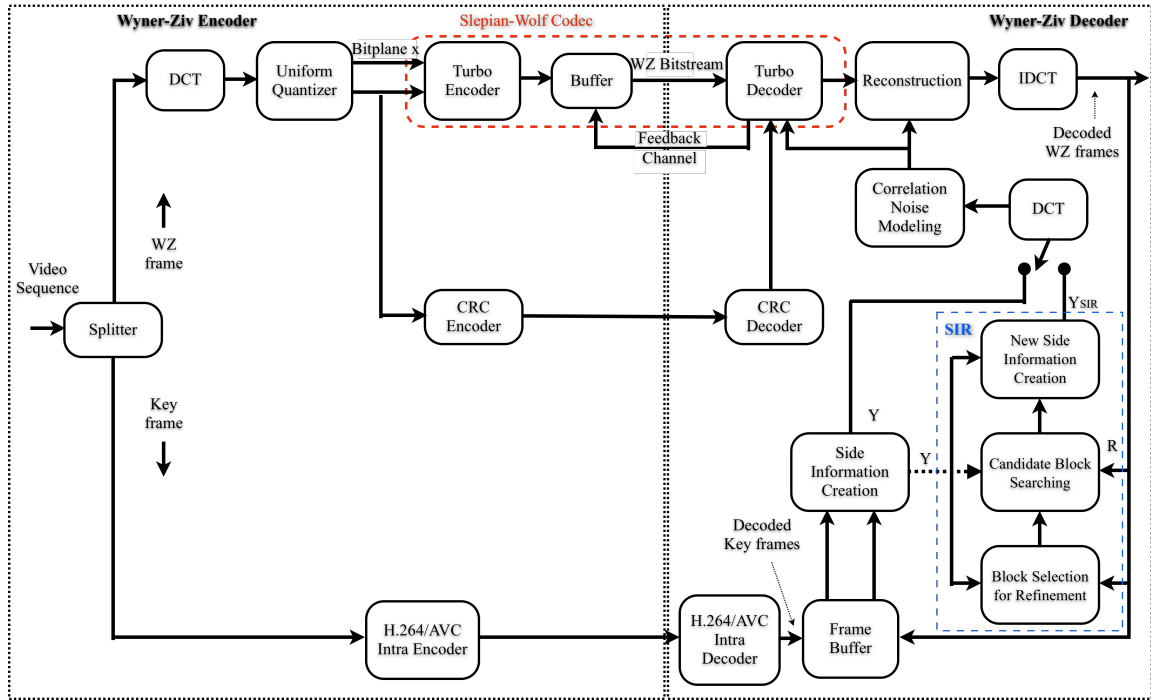 Wyner-Ziv Encoder
Slepian-Wolf Codec
Wyner-Ziv Decoder
Bitplane x
DCT
Uniform
Quantizer
Turbo
Encoder
Buffer
WZ Bitstream
Turbo
Decoder
Reconstruction
IDCT
Feedback
Channel
Decoded
WZ frames
Correlation
Noise
Modeling
DCT
WZ
frame
Video
Sequence
Splitter
CRC
Encoder
CRC
Decoder
YSIR
SIR
New Side
Information
Creation
Key
frame
Y
Side
Information
Creation
Y
Candidate Block
Searching
R
Decoded
Key frames
Block Selection
for Refinement
H.264/AVC
Intra Encoder
H.264/AVC
Intra
Decoder
Frame
Buffer